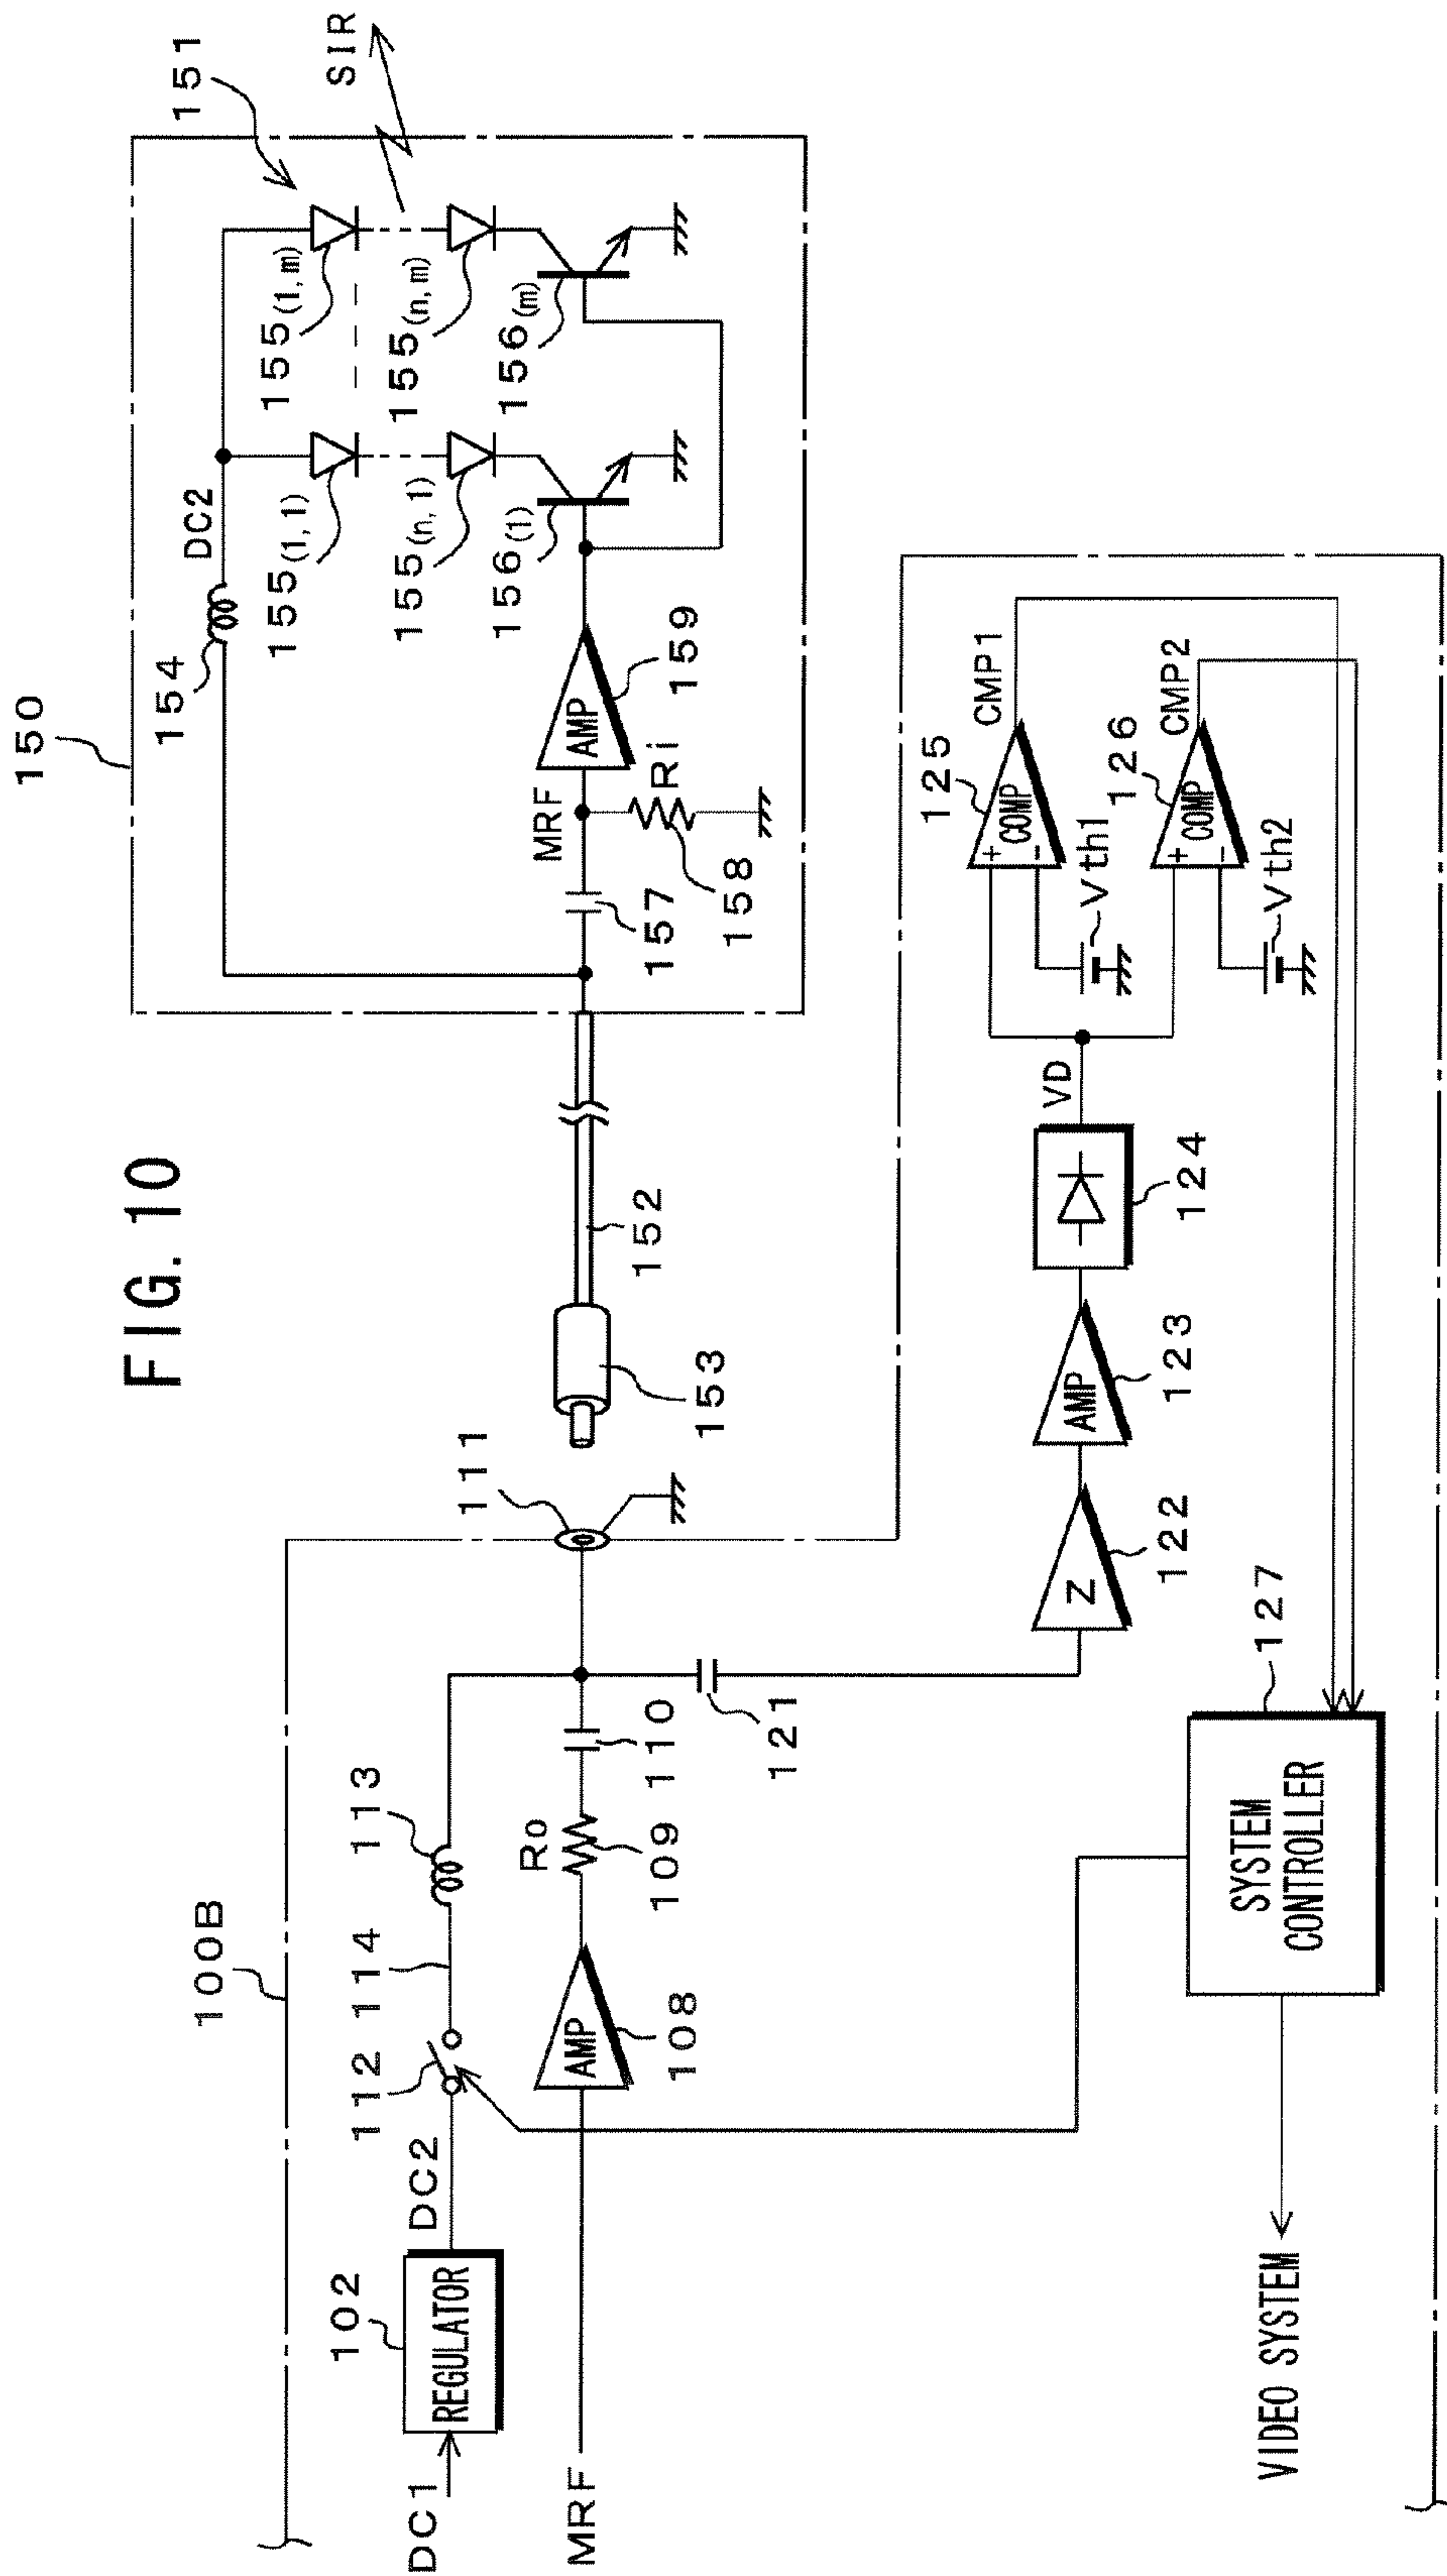 FIG. 10
150
154
DC2
151
SIR
155(1,1)
155(1,m)
155(n,1)
155(n,m)
156(1)
156(m)
MRF
AMP
159
Ri
157
158
152
153
111
100B
DC1
102
REGULATOR
DC2
112
114
113
MRF
AMP
108
Ro
109
110
121
Z
122
AMP
123
124
VD
125
+
-
COMP
CMP1
Vth1
126
+
-
COMP
CMP2
Vth2
127
SYSTEM
CONTROLLER
VIDEO SYSTEM